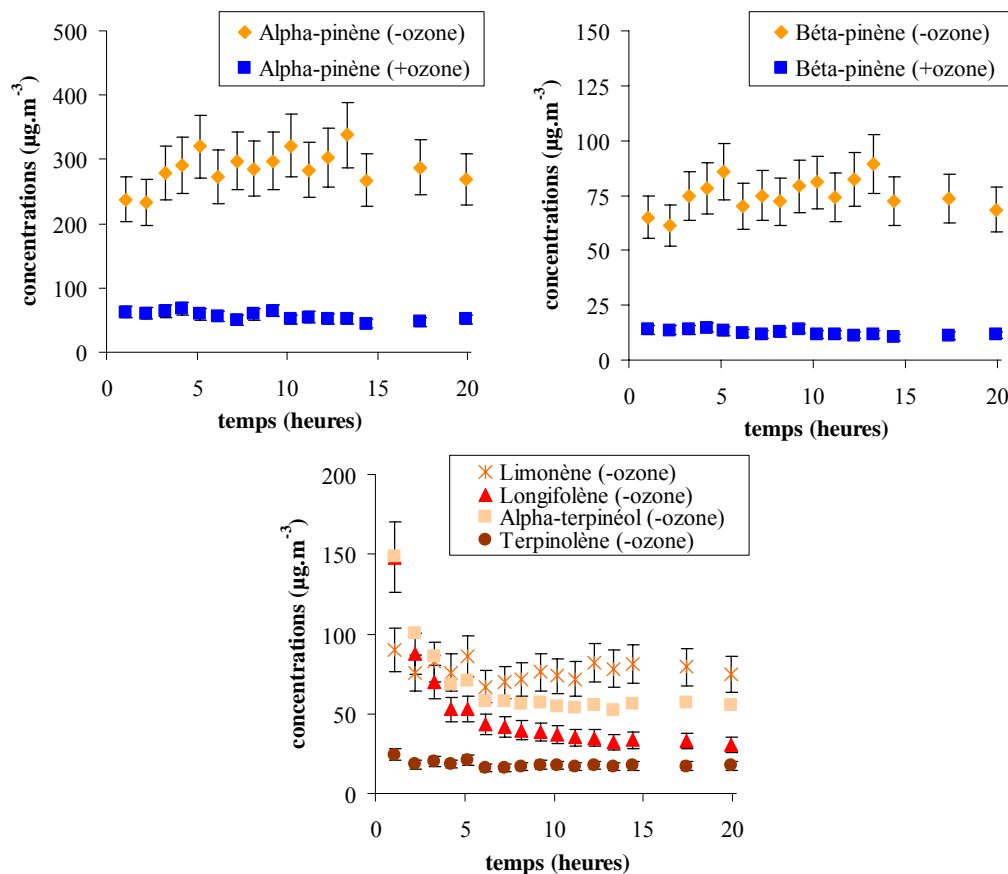 500
400
300
200
100
0
concentrations (µg.m-3)
Alpha-pinène (-ozone)
Alpha-pinène (+ozone)
0 5 10 15 20
temps (heures)
150
125
100
75
50
25
0
concentrations (µg.m-3)
Béta-pinène (-ozone)
Béta-pinène (+ozone)
0 5 10 15 20
temps (heures)
200
150
100
50
0
concentrations (µg.m-3)
Limonène (-ozone)
Longifolène (-ozone)
Alpha-terpinéol (-ozone)
Terpinolène (-ozone)
0 5 10 15 20
temps (heures)